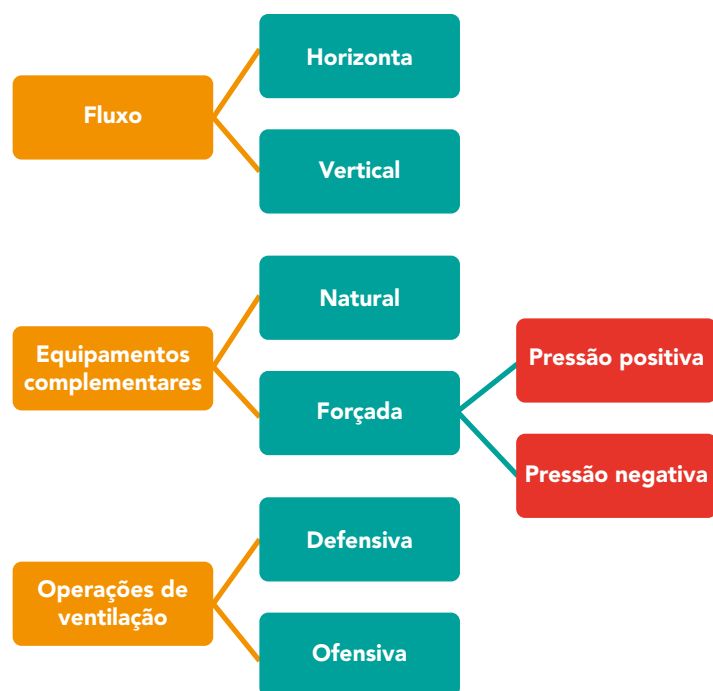 Horizonta
Fluxo
Vertical
Natural
Equipamentos
complementares
Forçada
Pressão positiva
Pressão negativa
Defensiva
Operações de
ventilação
Ofensiva